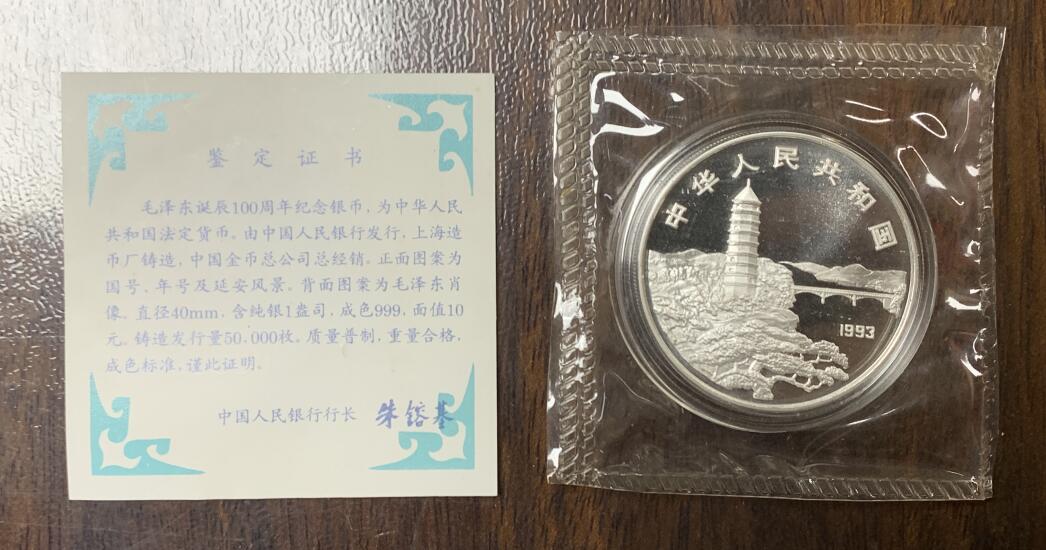 鉴定证书
毛泽东诞辰100周年纪念银币，为中华人民
共和国法定货币。由中国人民银行发行，上海造
币厂铸造，中国金币总公司总经销。正面图案为
国号、年号及延安风景。背面图案为毛泽东肖
像。直径40mm，含纯银1盎司，成色999，面值10
元。铸造发行量50,000枚。质量普制，重量合格，
成色标准，谨此证明。
中国人民银行行长 朱镕基
中华人民共和国
1993